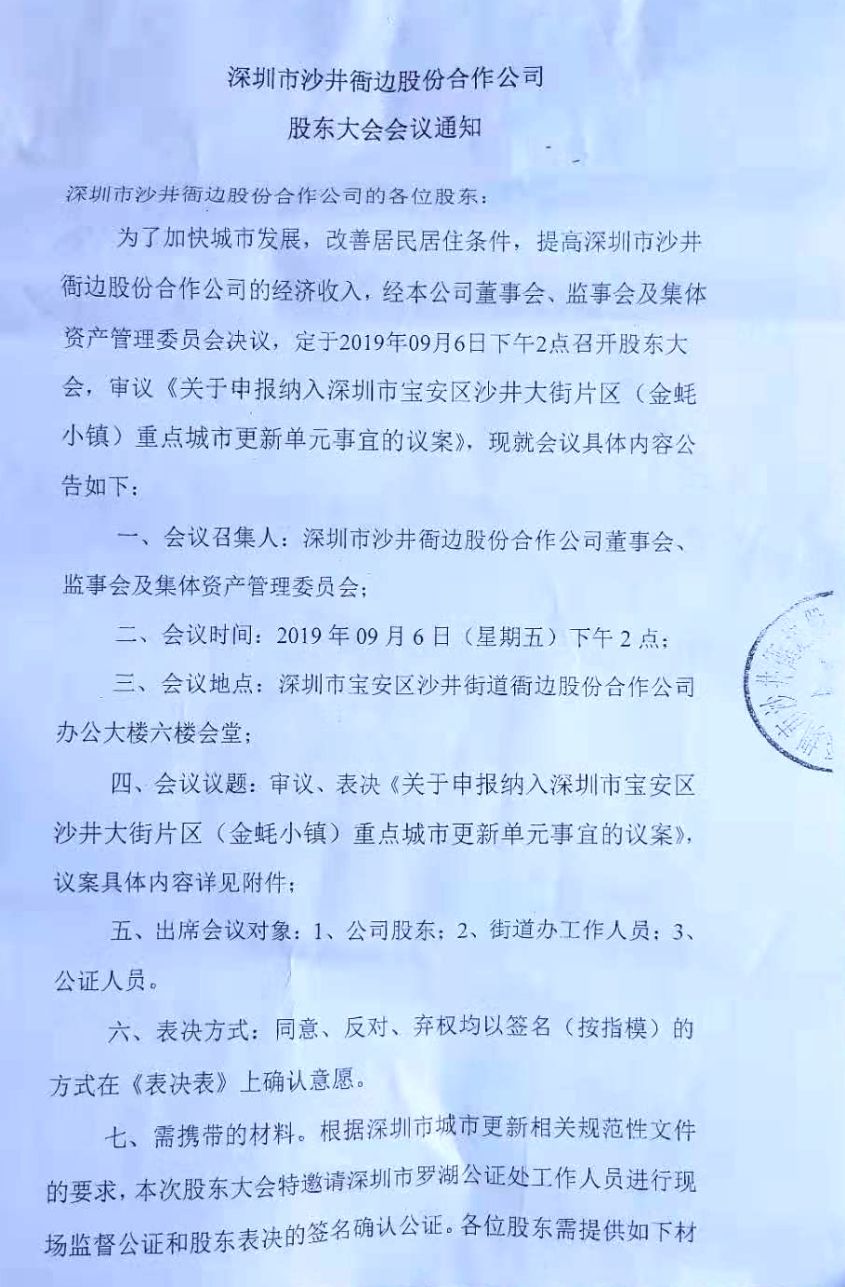 深圳市沙井衙边股份合作公司
股东大会会议通知
深圳市沙井衙边股份合作公司的各位股东：
为了加快城市发展，改善居民居住条件，提高深圳市沙井
衙边股份合作公司的经济收入，经本公司董事会、监事会及集体
资产管理委员会决议，定于2019年09月6日下午2点召开股东大
会，审议《关于申报纳入深圳市宝安区沙井大街片区（金蚝
小镇）重点城市更新单元事宜的议案》，现就会议具体内容公
告如下：
一、会议召集人：深圳市沙井衙边股份合作公司董事会、
监事会及集体资产管理委员会；
二、会议时间：2019 年 09 月 6 日（星期五）下午 2 点；
三、会议地点：深圳市宝安区沙井街道衙边股份合作公司
办公大楼六楼会堂；
四、会议议题：审议、表决《关于申报纳入深圳市宝安区
沙井大街片区（金蚝小镇）重点城市更新单元事宜的议案》，
议案具体内容详见附件；
五、出席会议对象：1、公司股东；2、街道办工作人员；3、
公证人员。
六、表决方式：同意、反对、弃权均以签名（按指模）的
方式在《表决表》上确认意愿。
七、需携带的材料。根据深圳市城市更新相关规范性文件
的要求，本次股东大会特邀请深圳市罗湖公证处工作人员进行现
场监督公证和股东表决的签名确认公证。各位股东需提供如下材
圳市沙井衙边股